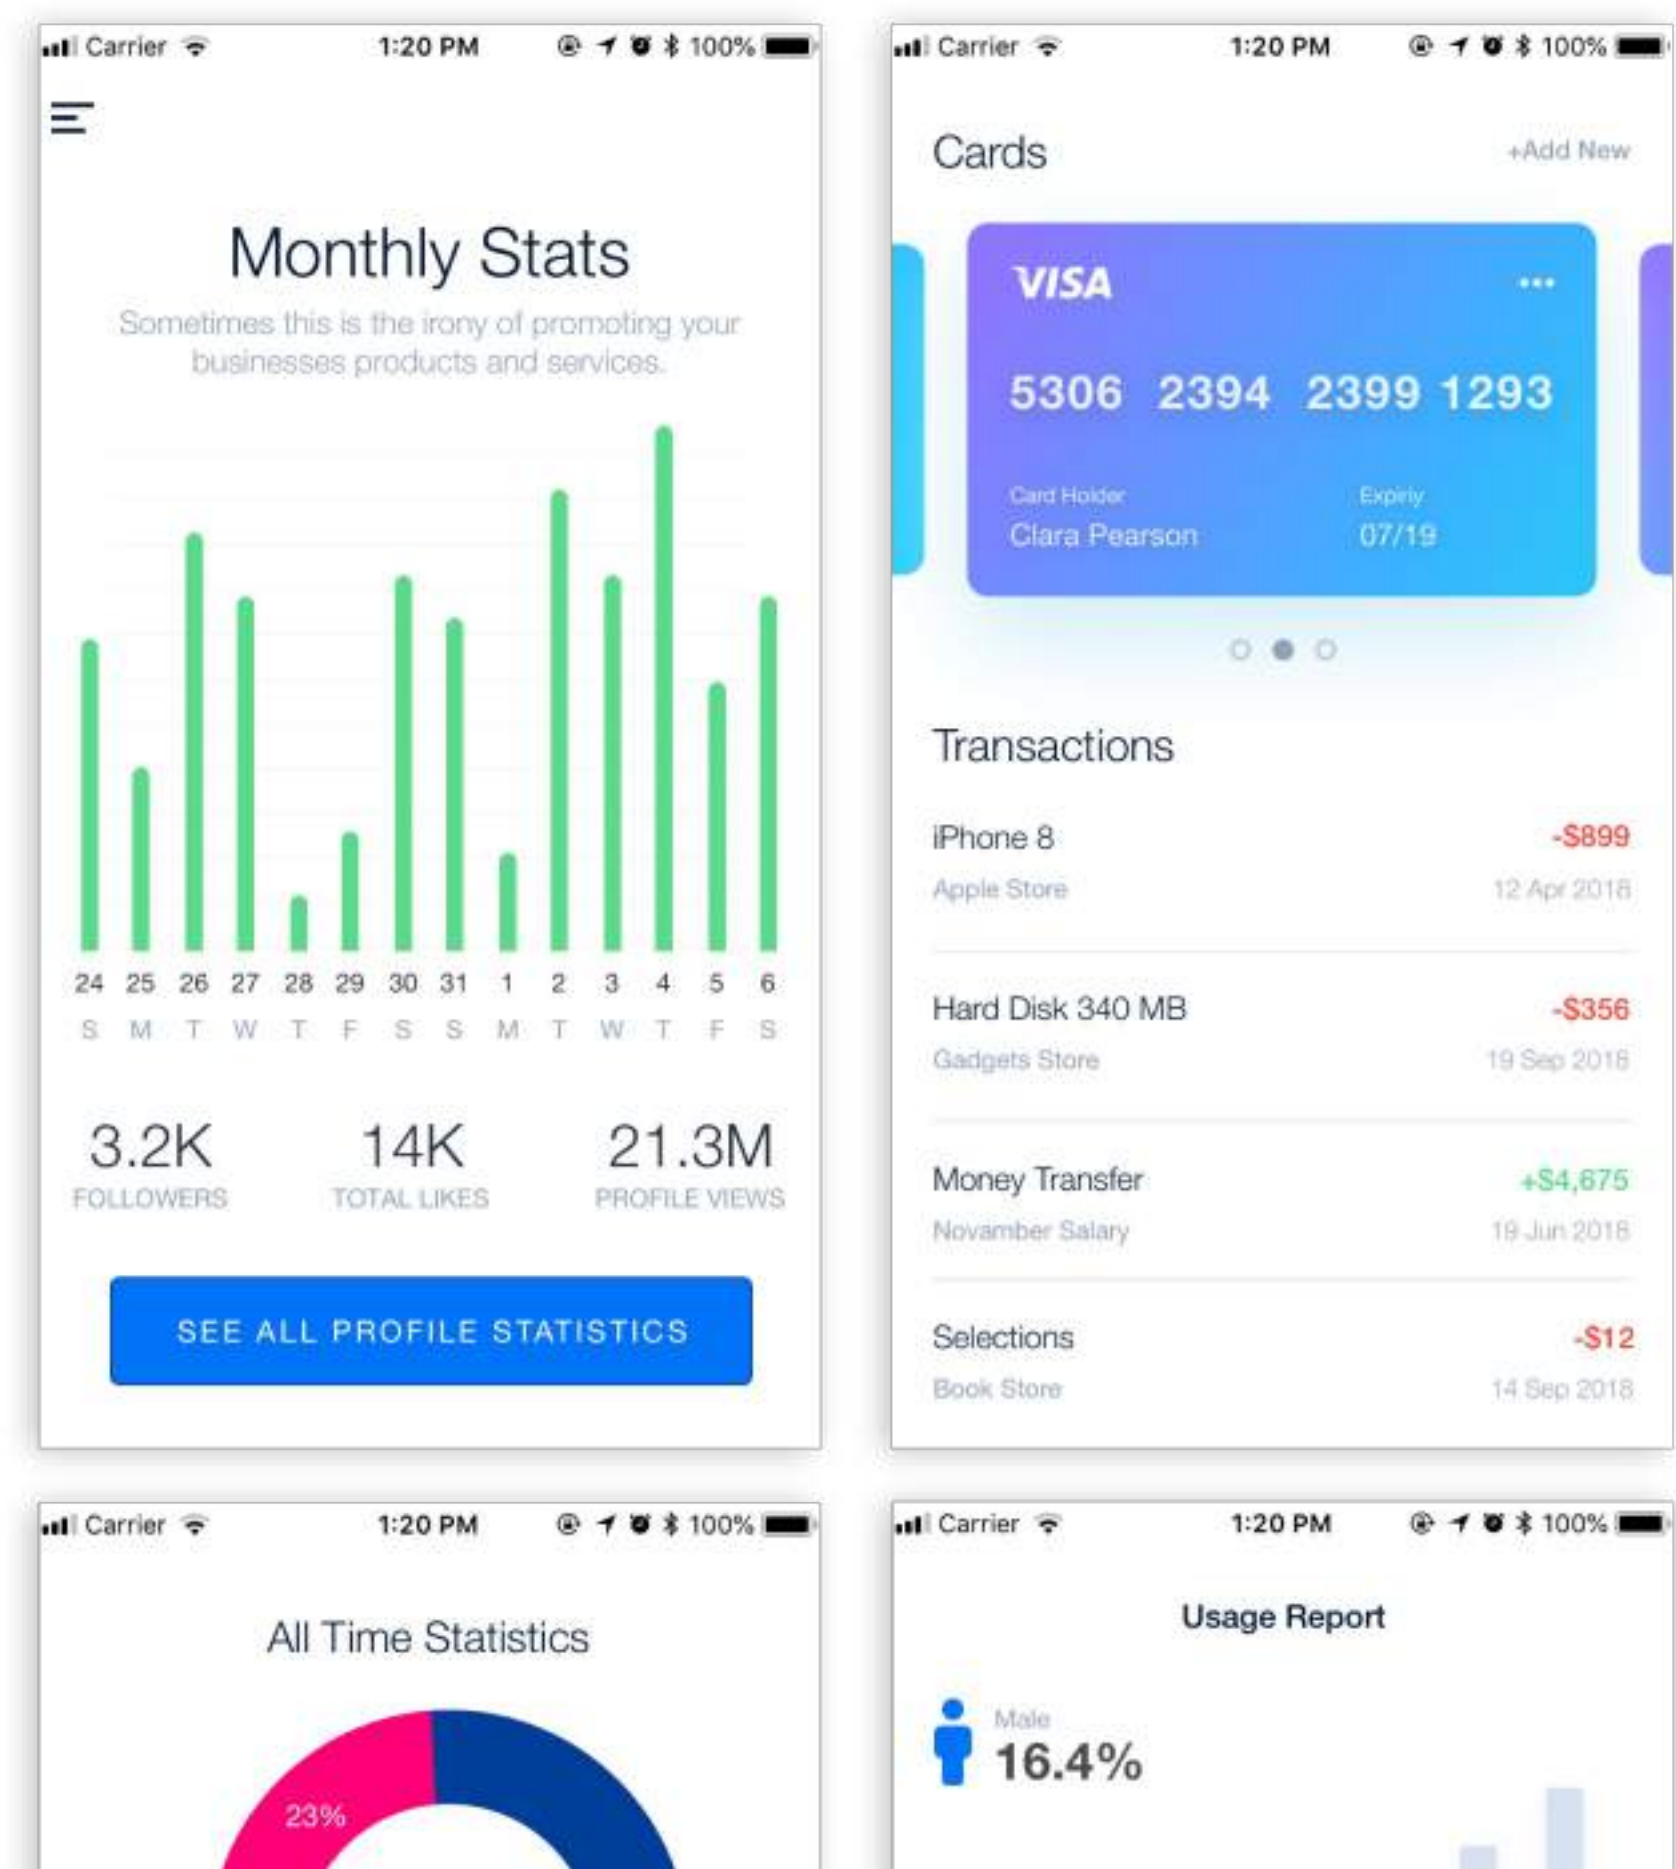 Carrier 1:20 PM 100%
Monthly Stats
Sometimes this is the irony of promoting your
businesses products and services.
24 25 26 27 28 29 30 31 1 2 3 4 5 6
S M T W T F S S M T W T F S
3.2K 14K 21.3M
FOLLOWERS TOTAL LIKES PROFILE VIEWS
SEE ALL PROFILE STATISTICS
Carrier 1:20 PM 100%
Cards +Add New
VISA
5306 2394 2399 1293
Card Holder Expiriy
Clara Pearson 07/19
Transactions
iPhone 8 -$899
Apple Store 12 Apr 2018
Hard Disk 340 MB -$356
Gadgets Store 19 Sep 2018
Money Transfer +$4,675
Novamber Salary 19 Jun 2018
Selections -$12
Book Store 14 Sep 2018
Carrier 1:20 PM 100%
All Time Statistics
23%
Carrier 1:20 PM 100%
Usage Report
Male
16.4%